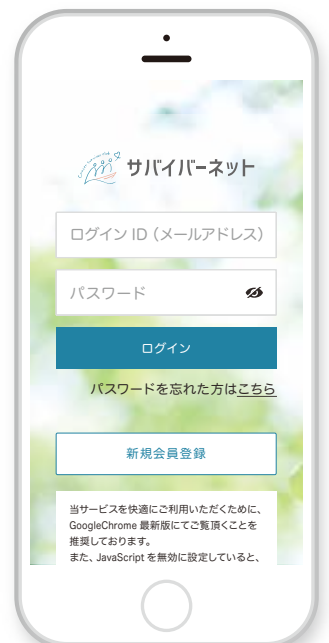 サバイバーネット
ログイン ID（メールアドレス）
パスワード
ログイン
パスワードを忘れた方はこちら
新規会員登録
当サービスを快適にご利用いただくために、
GoogleChrome 最新版にてご覧頂くことを
推奨しております。
また、JavaScript を無効に設定していると、